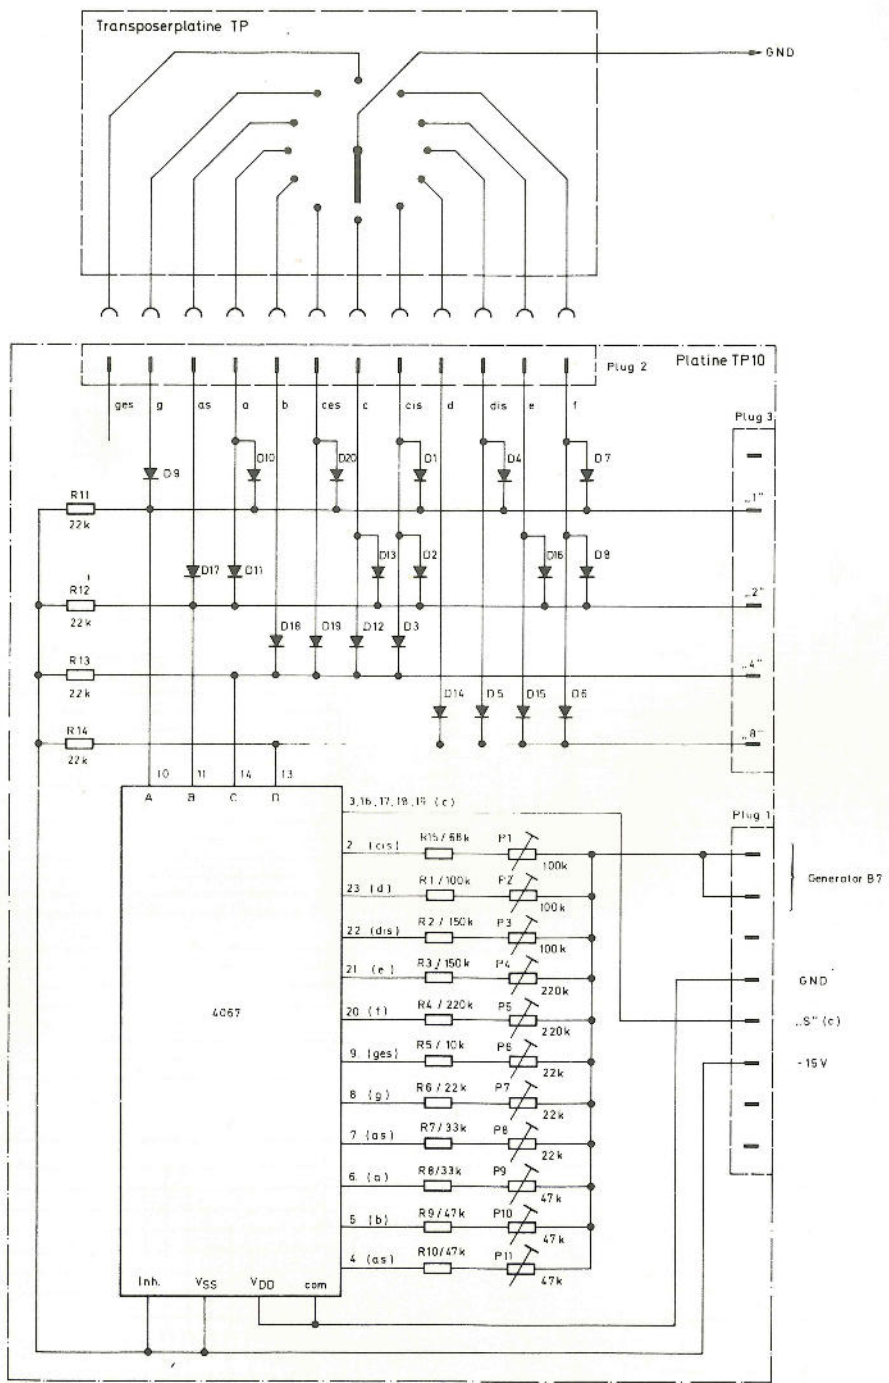 Transposerplatine TP
GND
Platine TP10
Plug 2
Plug 3
ges g as a b ces c cis d dis e f
D10 D20 D1 D4 D7
D9
R11
22k
„1"
D17 D11 D13 D2 D16 D8
R12
22k
„2"
D18 D19 D12 D3
R13
22k
„4"
D14 D5 D15 D6
R14
22k
„8"
10 11 14 13
A B C D
3,16,17,18,19 (c)
Plug 1
2 (cis) R15/68k P1 100k
Generator B7
23 (d) R1/100k P2 100k
22 (dis) R2/150k P3 100k
21 (e) R3/150k P4 220k
GND
4067
20 (f) R4/220k P5 220k
„S" (c)
9 (ges) R5/10k P6 22k
-15V
8 (g) R6/22k P7 22k
7 (as) R7/33k P8 22k
6 (a) R8/33k P9 47k
5 (b) R9/47k P10 47k
4 (as) R10/47k P11 47k
Inh. VSS VDD com